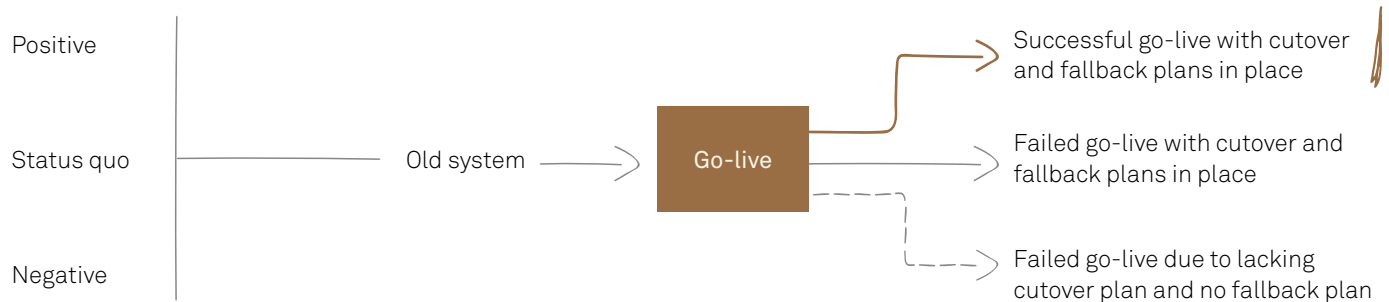 Positive
Successful go-live with cutover
and fallback plans in place
Status quo
Old system
Go-live
Failed go-live with cutover and
fallback plans in place
Negative
Failed go-live due to lacking
cutover plan and no fallback plan